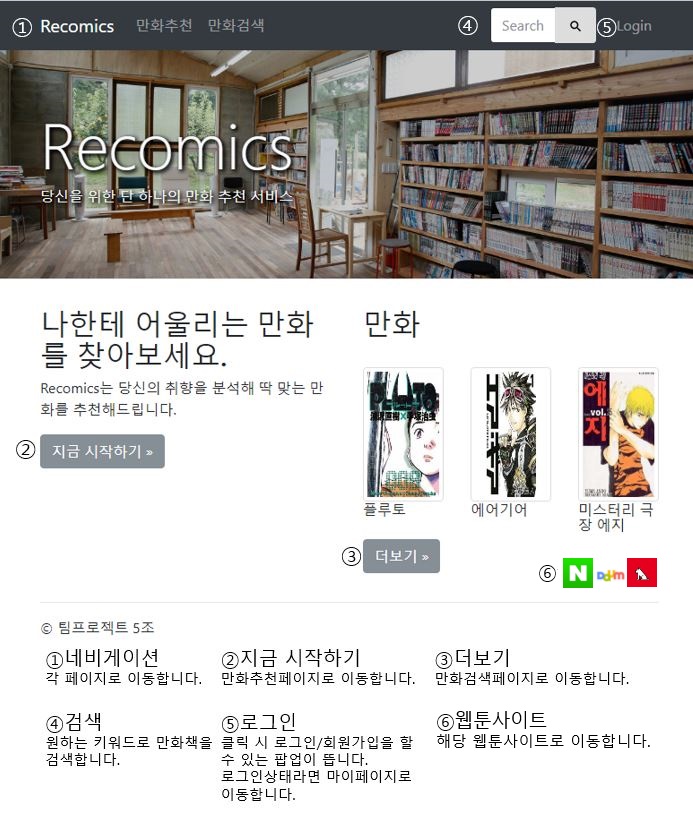 ① Recomics 만화추천 만화검색 ④ Search ⑤ Login
Recomics
당신을 위한 단 하나의 만화 추천 서비스
나한테 어울리는 만화
를 찾아보세요.
Recomics는 당신의 취향을 분석해 딱 맞는 만
화를 추천해드립니다.
② 지금 시작하기 »
만화
에지
vol.
플루토
에어기어
미스터리 극
장 에지
③ 더보기 »
⑥ N Daum
© 팀프로젝트 5조
①네비게이션
각 페이지로 이동합니다.
②지금 시작하기
만화추천페이지로 이동합니다.
③더보기
만화검색페이지로 이동합니다.
④검색
원하는 키워드로 만화책을
검색합니다.
⑤로그인
클릭 시 로그인/회원가입을 할
수 있는 팝업이 뜹니다.
로그인상태라면 마이페이지로
이동합니다.
⑥웹툰사이트
해당 웹툰사이트로 이동합니다.